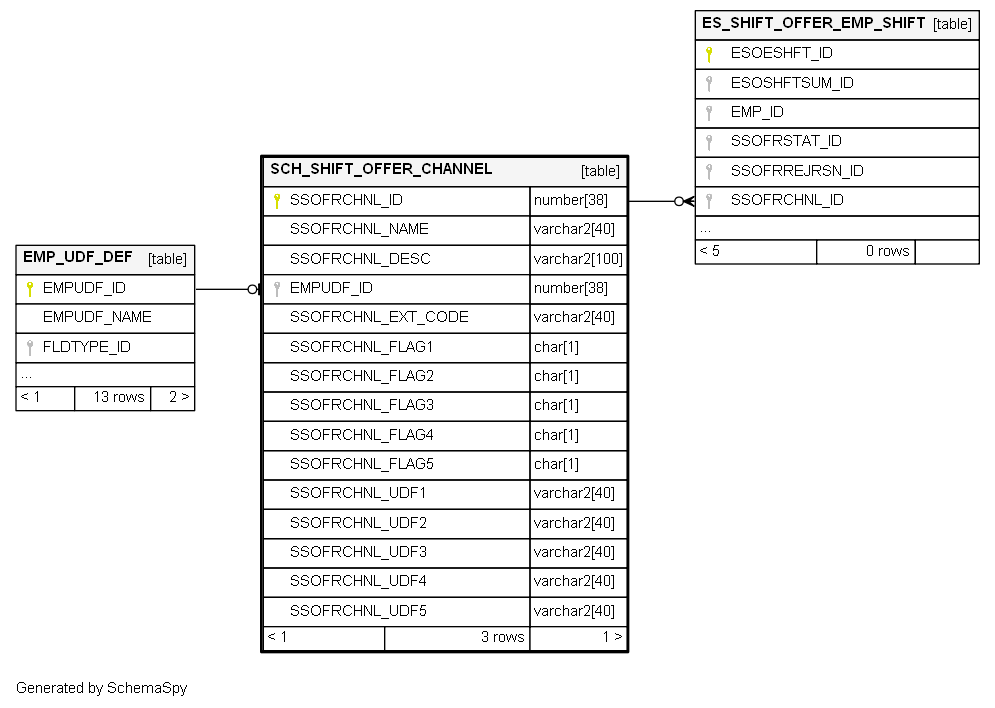 ES_SHIFT_OFFER_EMP_SHIFT [table]
ESOESHFT_ID
ESOSHFTSUM_ID
EMP_ID
SSOFRSTAT_ID
SSOFRREJRSN_ID
SSOFRCHNL_ID
...
< 5 0 rows
SCH_SHIFT_OFFER_CHANNEL [table]
SSOFRCHNL_ID number[38]
SSOFRCHNL_NAME varchar2[40]
SSOFRCHNL_DESC varchar2[100]
EMPUDF_ID number[38]
SSOFRCHNL_EXT_CODE varchar2[40]
SSOFRCHNL_FLAG1 char[1]
SSOFRCHNL_FLAG2 char[1]
SSOFRCHNL_FLAG3 char[1]
SSOFRCHNL_FLAG4 char[1]
SSOFRCHNL_FLAG5 char[1]
SSOFRCHNL_UDF1 varchar2[40]
SSOFRCHNL_UDF2 varchar2[40]
SSOFRCHNL_UDF3 varchar2[40]
SSOFRCHNL_UDF4 varchar2[40]
SSOFRCHNL_UDF5 varchar2[40]
< 1 3 rows 1 >
EMP_UDF_DEF [table]
EMPUDF_ID
EMPUDF_NAME
FLDTYPE_ID
...
< 1 13 rows 2 >
Generated by SchemaSpy